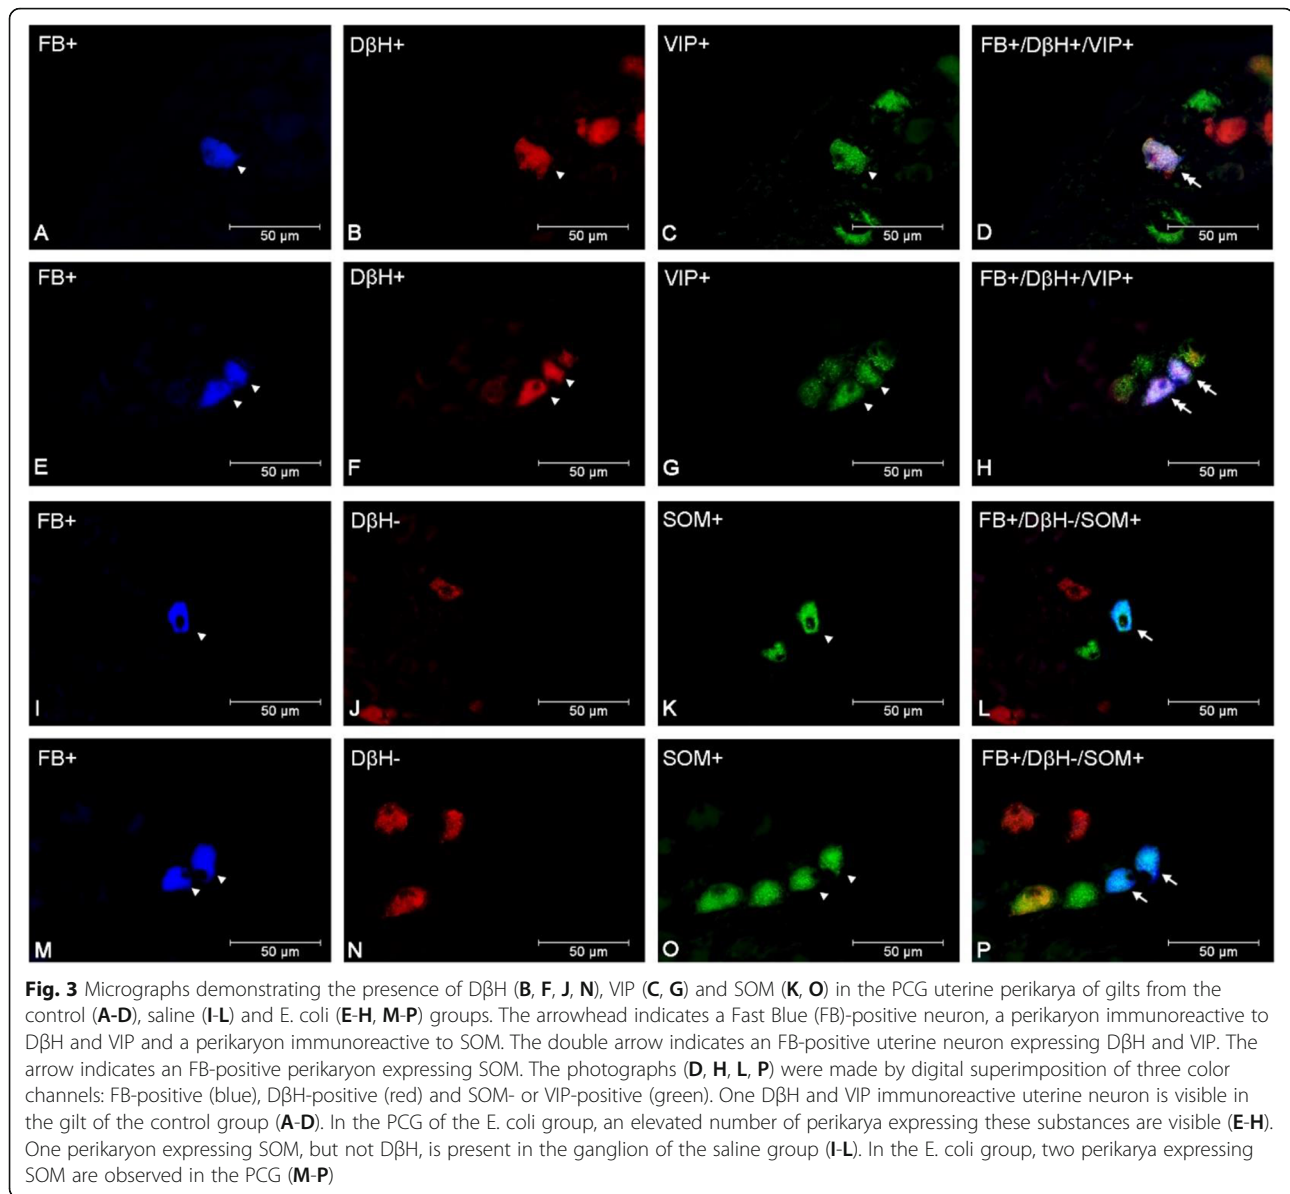 FB+ DβH+ VIP+ FB+/DβH+/VIP+
50 µm 50 µm 50 µm 50 µm
A B C D
FB+ DβH+ VIP+ FB+/DβH+/VIP+
50 µm 50 µm 50 µm 50 µm
E F G H
FB+ DβH- SOM+ FB+/DβH-/SOM+
50 µm 50 µm 50 µm 50 µm
I J K L
FB+ DβH- SOM+ FB+/DβH-/SOM+
50 µm 50 µm 50 µm 50 µm
M N O P
Fig. 3 Micrographs demonstrating the presence of DβH (B, F, J, N), VIP (C, G) and SOM (K, O) in the PCG uterine perikarya of gilts from the
control (A-D), saline (I-L) and E. coli (E-H, M-P) groups. The arrowhead indicates a Fast Blue (FB)-positive neuron, a perikaryon immunoreactive to
DβH and VIP and a perikaryon immunoreactive to SOM. The double arrow indicates an FB-positive uterine neuron expressing DβH and VIP. The
arrow indicates an FB-positive perikaryon expressing SOM. The photographs (D, H, L, P) were made by digital superimposition of three color
channels: FB-positive (blue), DβH-positive (red) and SOM- or VIP-positive (green). One DβH and VIP immunoreactive uterine neuron is visible in
the gilt of the control group (A-D). In the PCG of the E. coli group, an elevated number of perikarya expressing these substances are visible (E-H).
One perikaryon expressing SOM, but not DβH, is present in the ganglion of the saline group (I-L). In the E. coli group, two perikarya expressing
SOM are observed in the PCG (M-P)